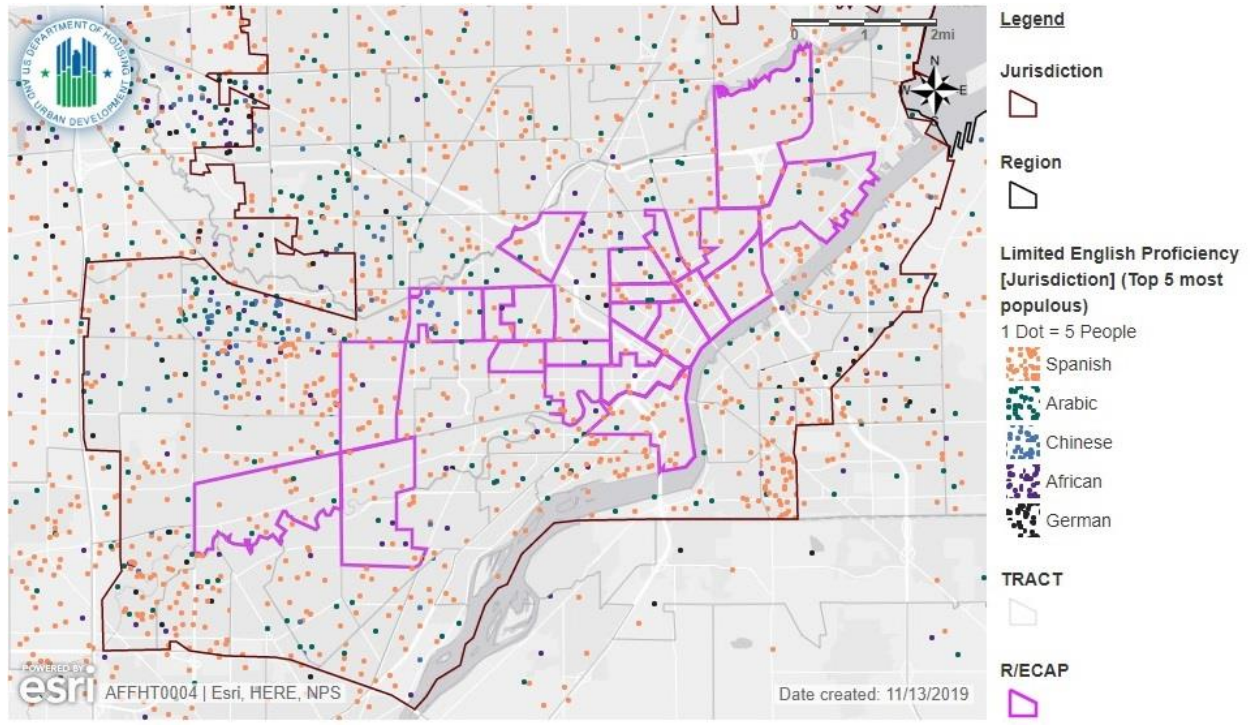 U.S. DEPARTMENT OF HOUSING
AND URBAN DEVELOPMENT
0 1 2mi
N
W E
Legend
Jurisdiction
Region
Limited English Proficiency
[Jurisdiction] (Top 5 most
populous)
1 Dot = 5 People
Spanish
Arabic
Chinese
African
German
TRACT
R/ECAP
POWERED BY
esri
AFFHT0004 | Esri, HERE, NPS
Date created: 11/13/2019